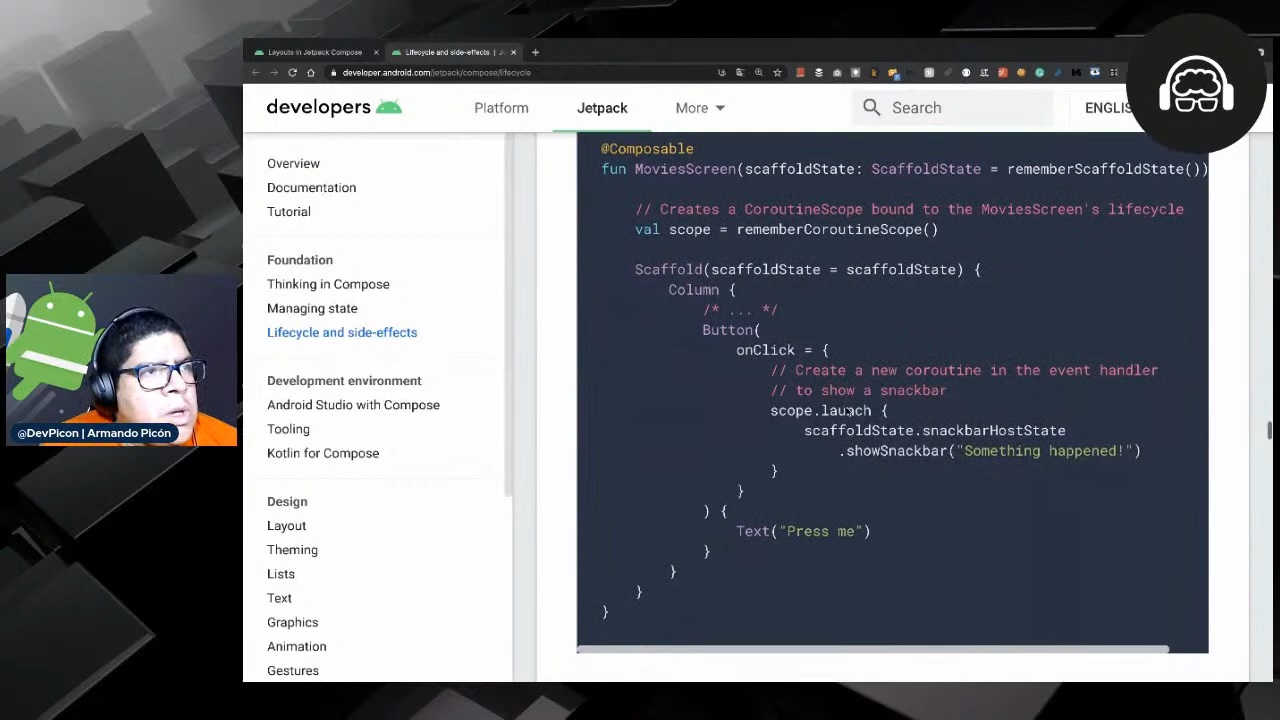 Layouts in Jetpack Compose
Lifecycle and side-effects
developer.android.com/jetpack/compose/lifecycle
developers
Platform
Jetpack
More
Search
ENGLIS
Overview
Documentation
Tutorial
Foundation
Thinking in Compose
Managing state
Lifecycle and side-effects
Development environment
Android Studio with Compose
Tooling
Kotlin for Compose
Design
Layout
Theming
Lists
Text
Graphics
Animation
Gestures
@Composable
fun MoviesScreen(scaffoldState: ScaffoldState = rememberScaffoldState())
// Creates a CoroutineScope bound to the MoviesScreen's lifecycle
val scope = rememberCoroutineScope()
Scaffold(scaffoldState = scaffoldState) {
Column {
/* ... */
Button(
onClick = {
// Create a new coroutine in the event handler
// to show a snackbar
scope.launch {
scaffoldState.snackbarHostState
.showSnackbar("Something happened!")
}
}
) {
Text("Press me")
}
}
}
}
@DevPicon | Armando Picón